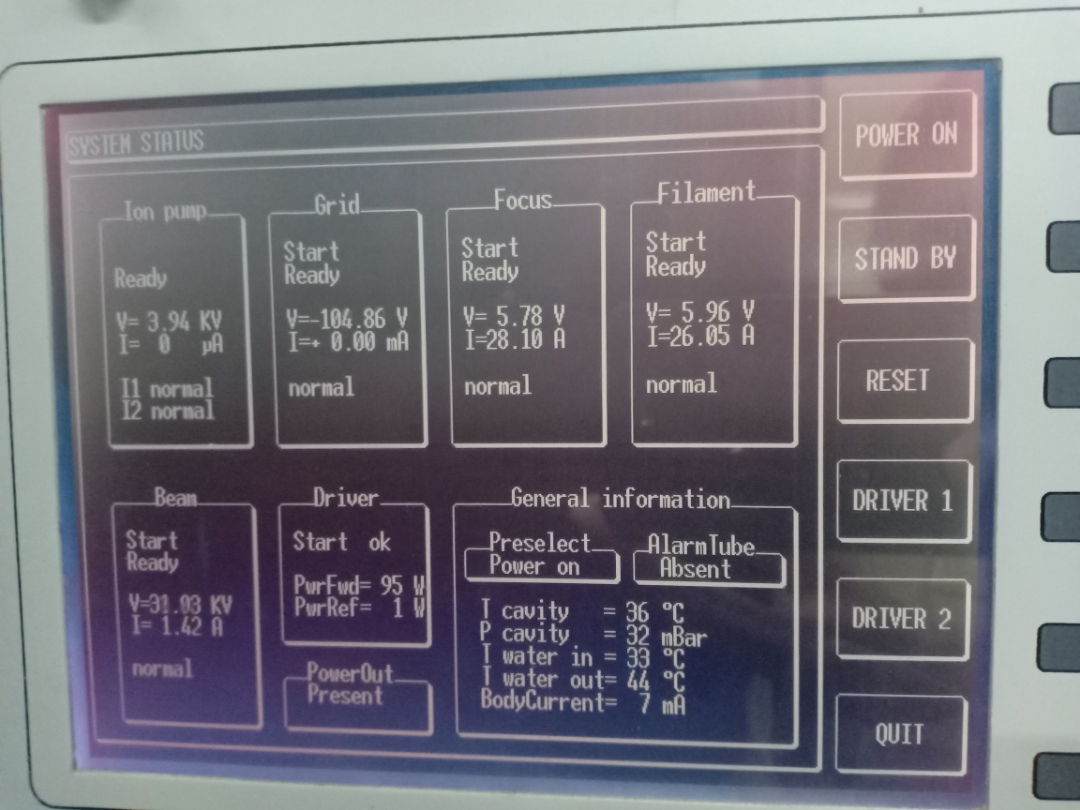 SYSTEM STATUS
Ion pump
Ready
V= 3.94 KV
I= 0 µA
I1 normal
I2 normal
Grid
Start
Ready
V=-104.86 V
I=+ 0.00 mA
normal
Focus
Start
Ready
V= 5.78 V
I=28.10 A
normal
Filament
Start
Ready
V= 5.96 V
I=26.05 A
normal
Beam
Start
Ready
V=31.03 KV
I= 1.42 A
normal
Driver
Start ok
PwrFwd= 95 W
PwrRef= 1 W
PowerOut
Present
General information
Preselect
Power on
AlarmTube
Absent
T cavity = 36 °C
P cavity = 32 mBar
T water in = 33 °C
T water out= 44 °C
BodyCurrent= 7 mA
POWER ON
STAND BY
RESET
DRIVER 1
DRIVER 2
QUIT